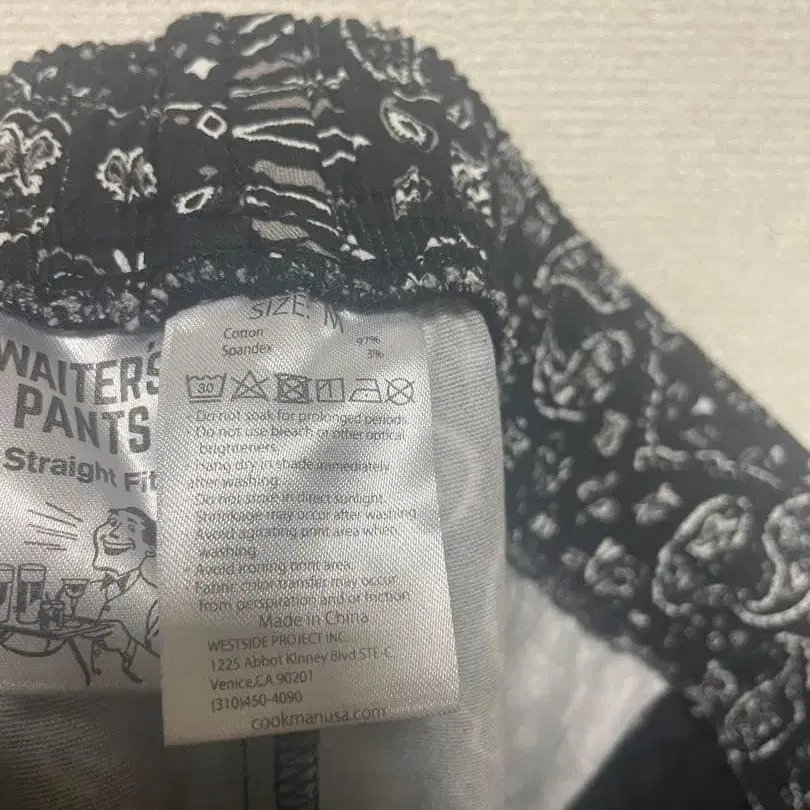 WAITER'S
PANTS
Straight Fit
SIZE: M
Cotton 97%
Spandex 3%
30
· Do not soak for prolonged periods.
· Do not use bleach or other optical
brighteners.
· Hang dry in shade immediately
after washing.
· Do not store in direct sunlight.
· Shrinkage may occur after washing.
· Avoid agitating print area when
washing.
· Avoid ironing print area.
· Fabric color transfer may occur
from perspiration and or friction.
Made in China
WESTSIDE PROJECT INC.
1225 Abbot Kinney Blvd.STE-C,
Venice,CA 90201
(310)450-4090
cookmanusa.com